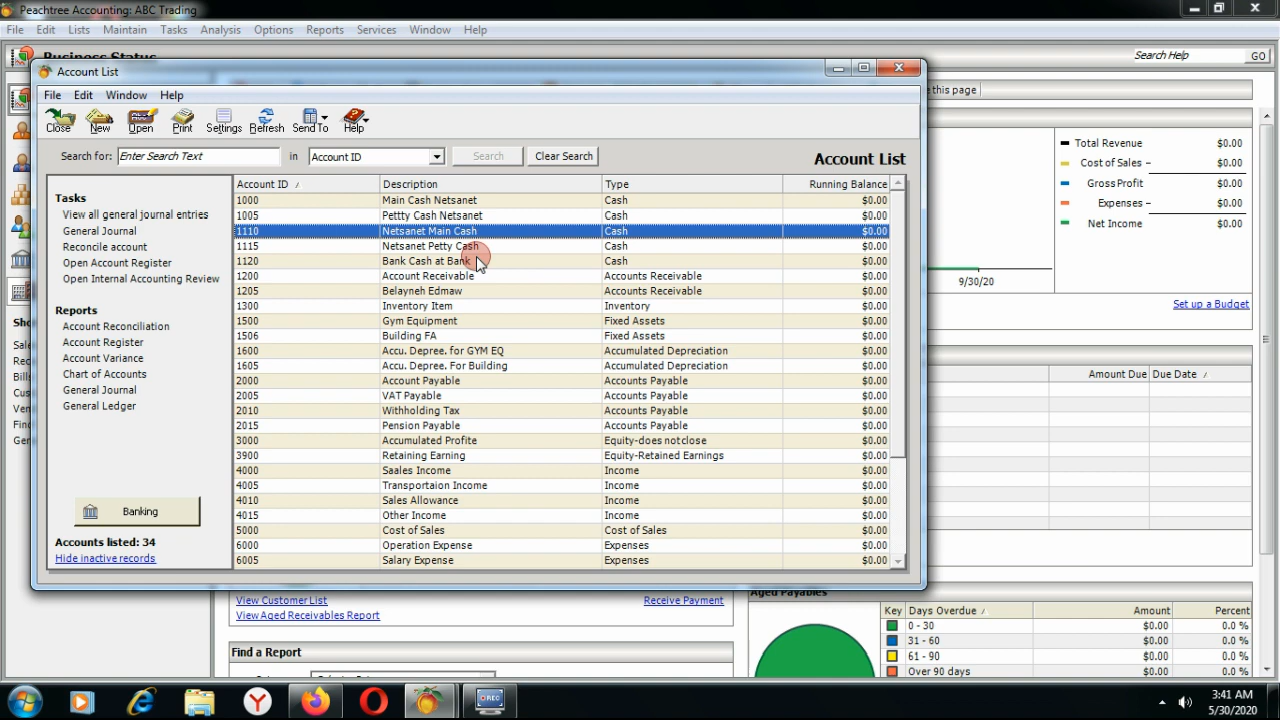 Peachtree Accounting: ABC Trading
File Edit Lists Maintain Tasks Analysis Options Reports Services Window Help
Business Status
Search Help GO
this page
Account List
File Edit Window Help
Close New Open Print Settings Refresh Send To Help
Search for: Enter Search Text in Account ID Search Clear Search Account List
Tasks
View all general journal entries
General Journal
Reconcile account
Open Account Register
Open Internal Accounting Review
Reports
Account Reconciliation
Account Register
Account Variance
Chart of Accounts
General Journal
General Ledger
Banking
Accounts listed: 34
Hide inactive records
Account ID / Description Type Running Balance
1000 Main Cash Netsanet Cash $0.00
1005 Pettty Cash Netsanet Cash $0.00
1110 Netsanet Main Cash Cash $0.00
1115 Netsanet Petty Cash Cash $0.00
1120 Bank Cash at Bank Cash $0.00
1200 Account Receivable Accounts Receivable $0.00
1205 Belayneh Edmaw Accounts Receivable $0.00
1300 Inventory Item Inventory $0.00
1500 Gym Equipment Fixed Assets $0.00
1506 Building FA Fixed Assets $0.00
1600 Accu. Depree. for GYM EQ Accumulated Depreciation $0.00
1605 Accu. Depree. For Building Accumulated Depreciation $0.00
2000 Account Payable Accounts Payable $0.00
2005 VAT Payable Accounts Payable $0.00
2010 Withholding Tax Accounts Payable $0.00
2015 Pension Payable Accounts Payable $0.00
3000 Accumulated Profite Equity-does not close $0.00
3900 Retaining Earning Equity-Retained Earnings $0.00
4000 Saales Income Income $0.00
4005 Transportaion Income Income $0.00
4010 Sales Allowance Income $0.00
4015 Other Income Income $0.00
5000 Cost of Sales Cost of Sales $0.00
6000 Operation Expense Expenses $0.00
6005 Salary Expense Expenses $0.00
Total Revenue $0.00
Cost of Sales - $0.00
Gross Profit $0.00
Expenses - $0.00
Net Income $0.00
9/30/20
Set up a Budget
Amount Due Due Date /
Sho
Sale
Rec
Bills
Cus
Ven
Fin
Ger
View Customer List Receive Payment
View Aged Receivables Report
Find a Report
Aged Payables
Key Days Overdue / Amount Percent
0 - 30 $0.00 0.0 %
31 - 60 $0.00 0.0 %
61 - 90 $0.00 0.0 %
Over 90 days $0.00 0.0 %
REC
3:41 AM
5/30/2020